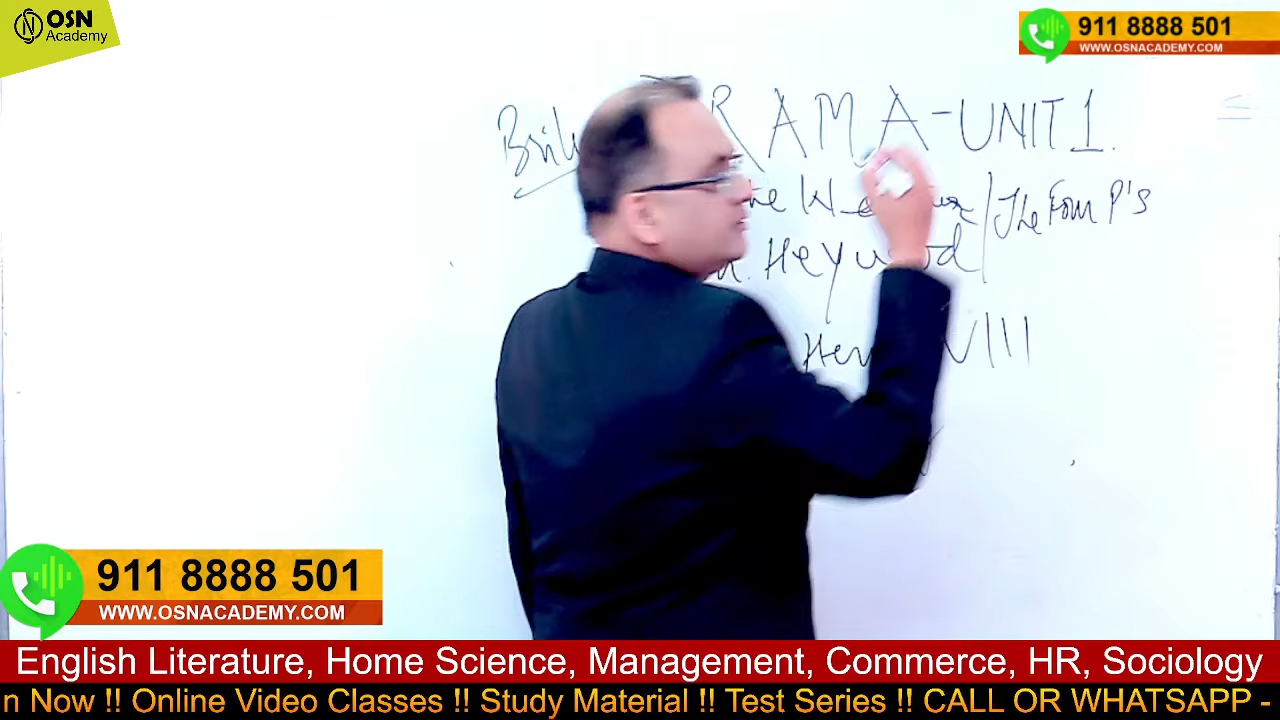 OSN
Academy
911 8888 501
WWW.OSNACADEMY.COM
RAMA-UNIT 1.
The Four P's
Heywood
VIII
911 8888 501
WWW.OSNACADEMY.COM
English Literature, Home Science, Management, Commerce, HR, Sociology
n Now !! Online Video Classes !! Study Material !! Test Series !! CALL OR WHATSAPP -